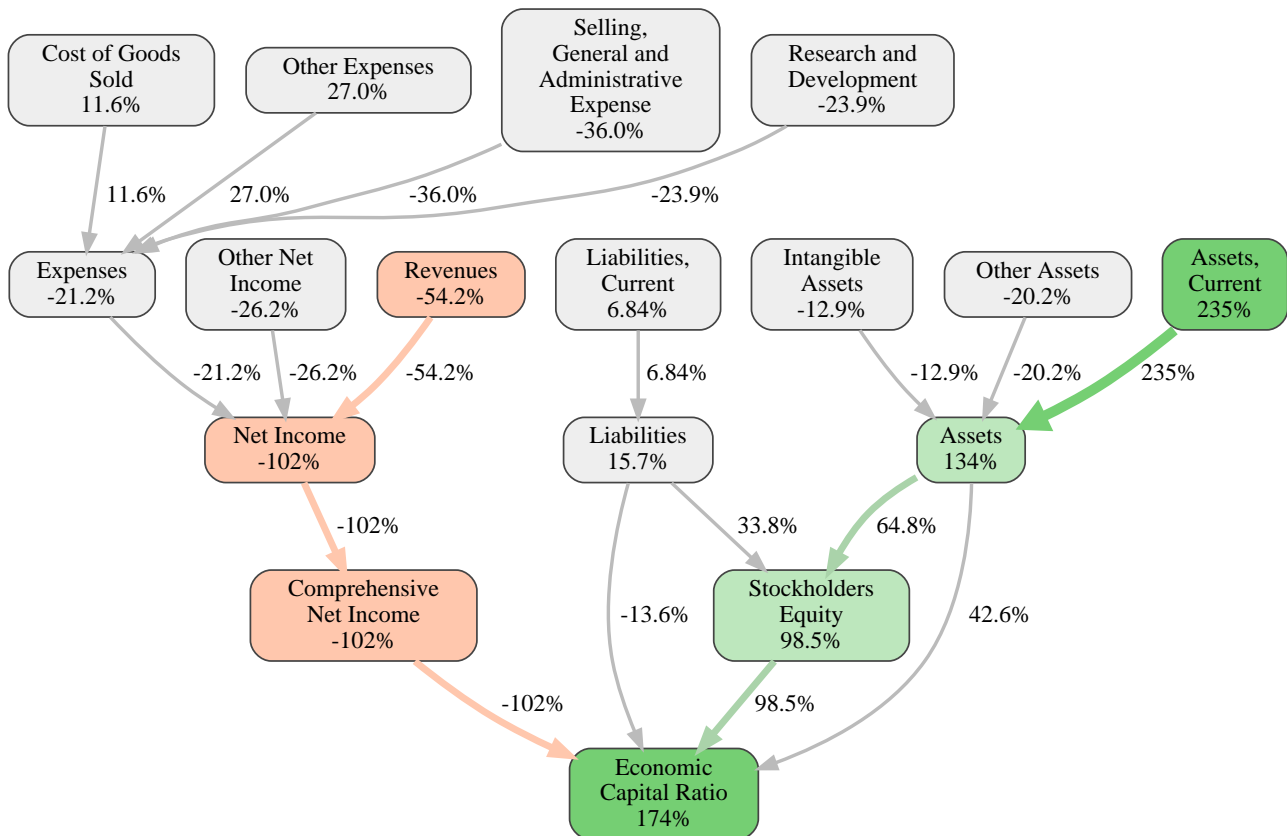 Cost of Goods
Sold
11.6%
Other Expenses
27.0%
Selling,
General and
Administrative
Expense
-36.0%
Research and
Development
-23.9%
11.6%
27.0%
-36.0%
-23.9%
Expenses
-21.2%
Other Net
Income
-26.2%
Revenues
-54.2%
Liabilities,
Current
6.84%
Intangible
Assets
-12.9%
Other Assets
-20.2%
Assets,
Current
235%
-21.2%
-26.2%
-54.2%
6.84%
-12.9%
-20.2%
235%
Net Income
-102%
Liabilities
15.7%
Assets
134%
-102%
33.8%
64.8%
Comprehensive
Net Income
-102%
-13.6%
Stockholders
Equity
98.5%
42.6%
-102%
98.5%
Economic
Capital Ratio
174%